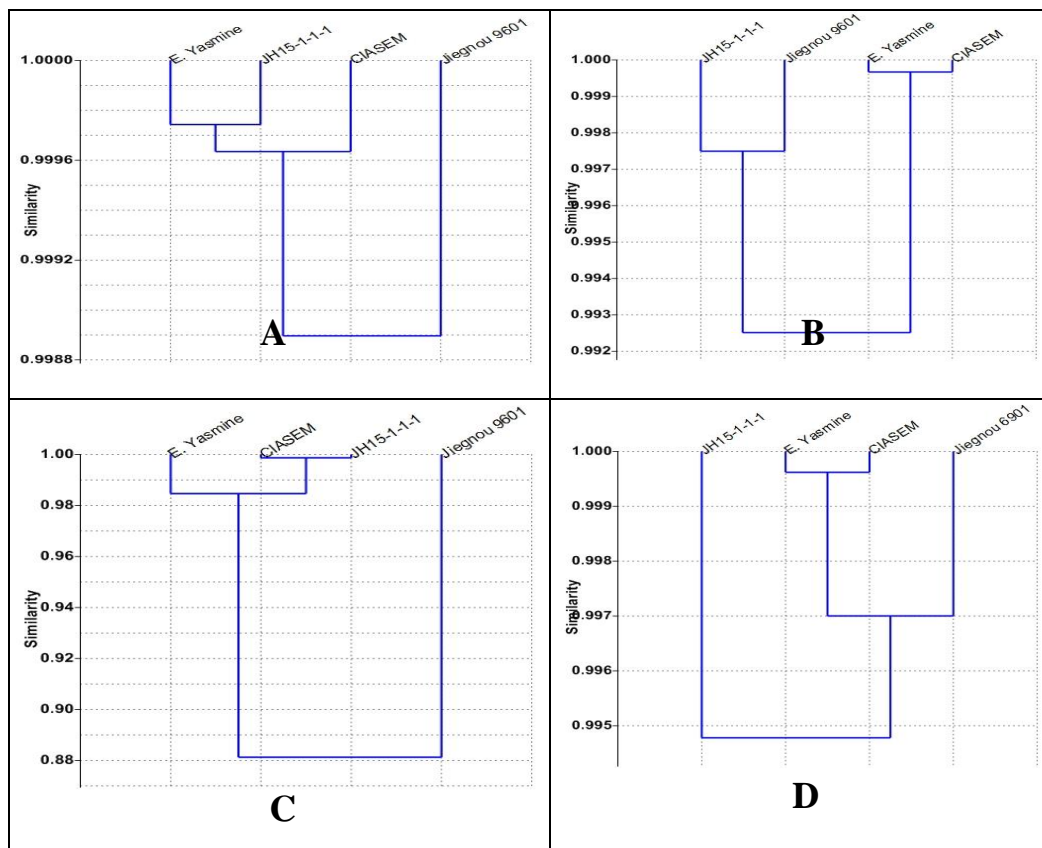 E. Yasmine
JH15-1-1-1
CIASEM
Jiegnou 9601
1.0000
0.9996
0.9992
0.9988
Similarity
A
JH15-1-1-1
Jiegnou 9601
E. Yasmine
CIASEM
1.000
0.999
0.998
0.997
0.996
0.995
0.994
0.993
0.992
Similarity
B
E. Yasmine
CIASEM
JH15-1-1-1
Jiegnou 9601
1.00
0.98
0.96
0.94
0.92
0.90
0.88
Similarity
C
JH15-1-1-1
E. Yasmine
CIASEM
Jiegnou 6901
1.000
0.999
0.998
0.997
0.996
0.995
Similarity
D